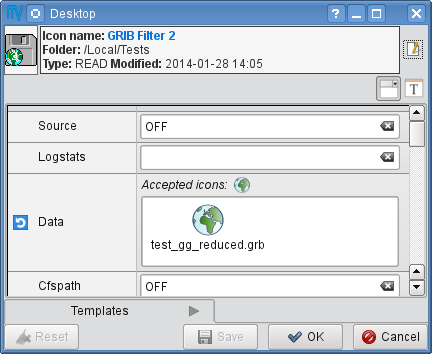 Desktop
Icon name: GRIB Filter 2
Folder: /Local/Tests
Type: READ Modified: 2014-01-28 14:05
T
Source OFF
Logstats
Accepted icons:
Data
test_gg_reduced.grb
Cfspath OFF
Templates
Reset Save OK Cancel